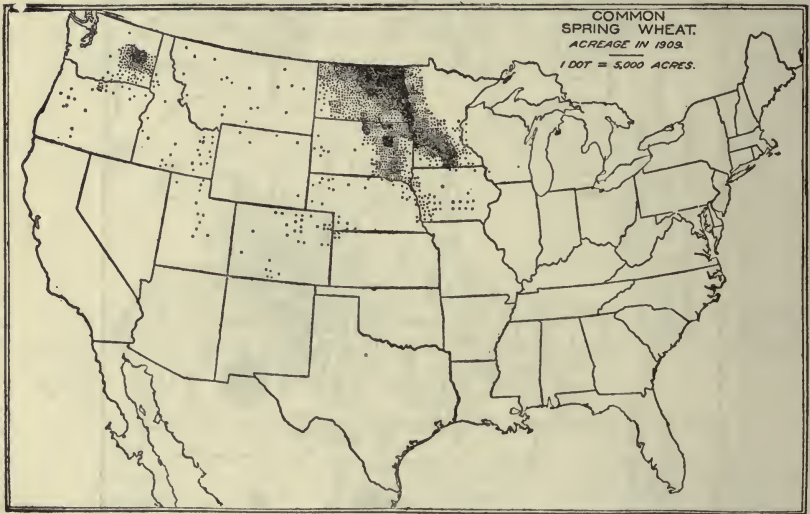 COMMON
SPRING WHEAT.
ACREAGE IN 1909.
1 DOT = 5,000 ACRES.